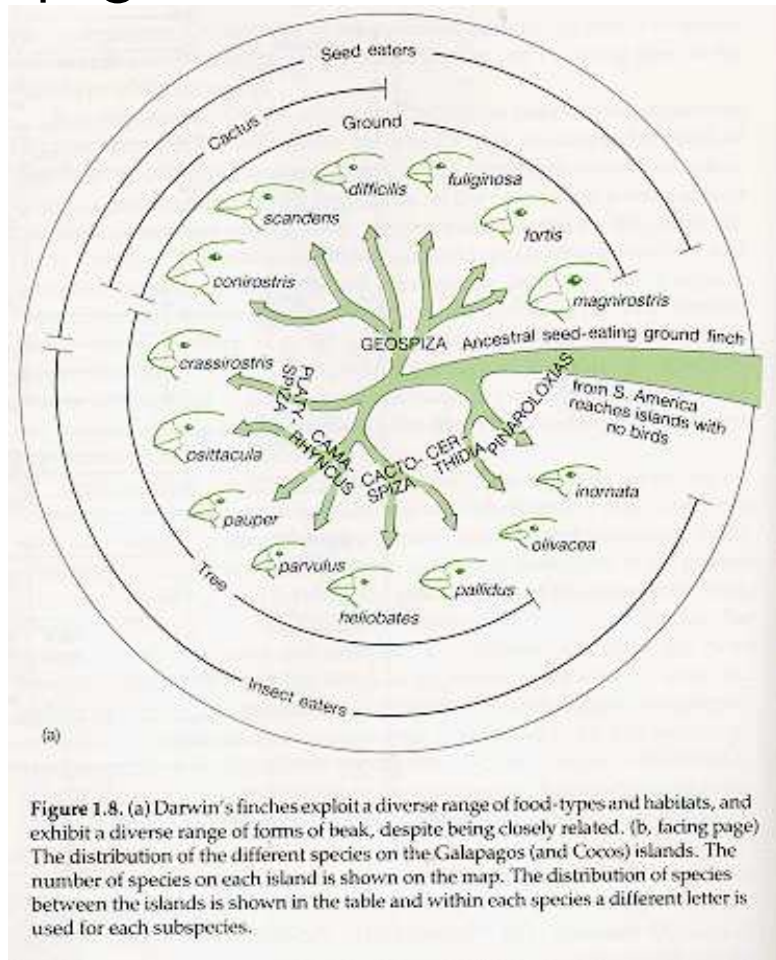 Seed eaters
Cactus
Ground
difficilis
fuliginosa
scandens
fortis
conirostris
magnirostris
GEOSPIZA Ancestral seed-eating ground finch
crassirostris
PLATY-
SPIZA
from S. America
reaches islands with
no birds
PINAROLOXIAS
CAMA-
RHYNCUS
CACTO-
SPIZA
CER-
THIDIA
psittacula
inornata
pauper
olivacea
parvulus
pallidus
Tree
heliobates
Insect eaters
(a)
Figure 1.8. (a) Darwin's finches exploit a diverse range of food-types and habitats, and
exhibit a diverse range of forms of beak, despite being closely related. (b, facing page)
The distribution of the different species on the Galapagos (and Cocos) islands. The
number of species on each island is shown on the map. The distribution of species
between the islands is shown in the table and within each species a different letter is
used for each subspecies.